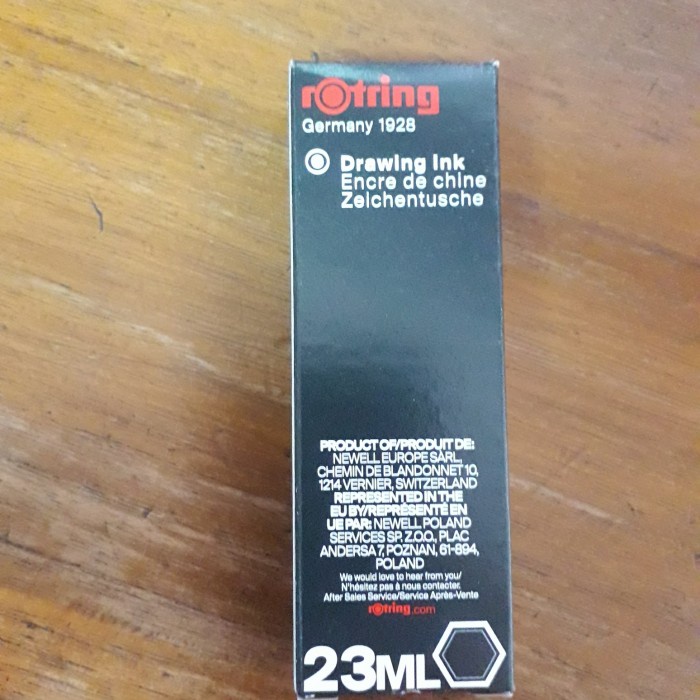 rotring
Germany 1928
Drawing Ink
Encre de chine
Zeichentusche
PRODUCT OF/PRODUIT DE:
NEWELL EUROPE SARL,
CHEMIN DE BLANDONNET 10,
1214 VERNIER, SWITZERLAND
REPRESENTED IN THE
EU BY/REPRÉSENTÉ EN
UE PAR: NEWELL POLAND
SERVICES SP. Z.O.O., PLAC
ANDERSA 7, POZNAN, 61-894,
POLAND
We would love to hear from you/
N'hésitez pas à nous contacter.
After Sales Service/Service Après-Vente
rotring.com
23ML